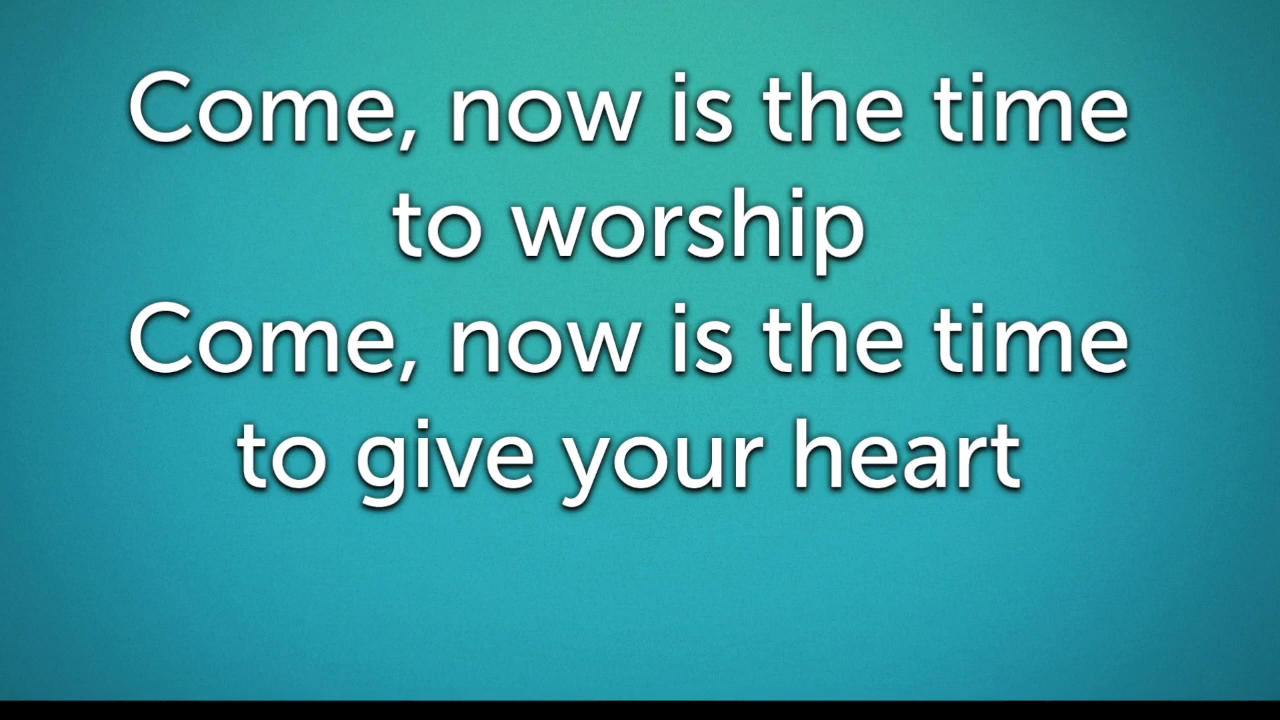 Come, now is the time
to worship
Come, now is the time
to give your heart